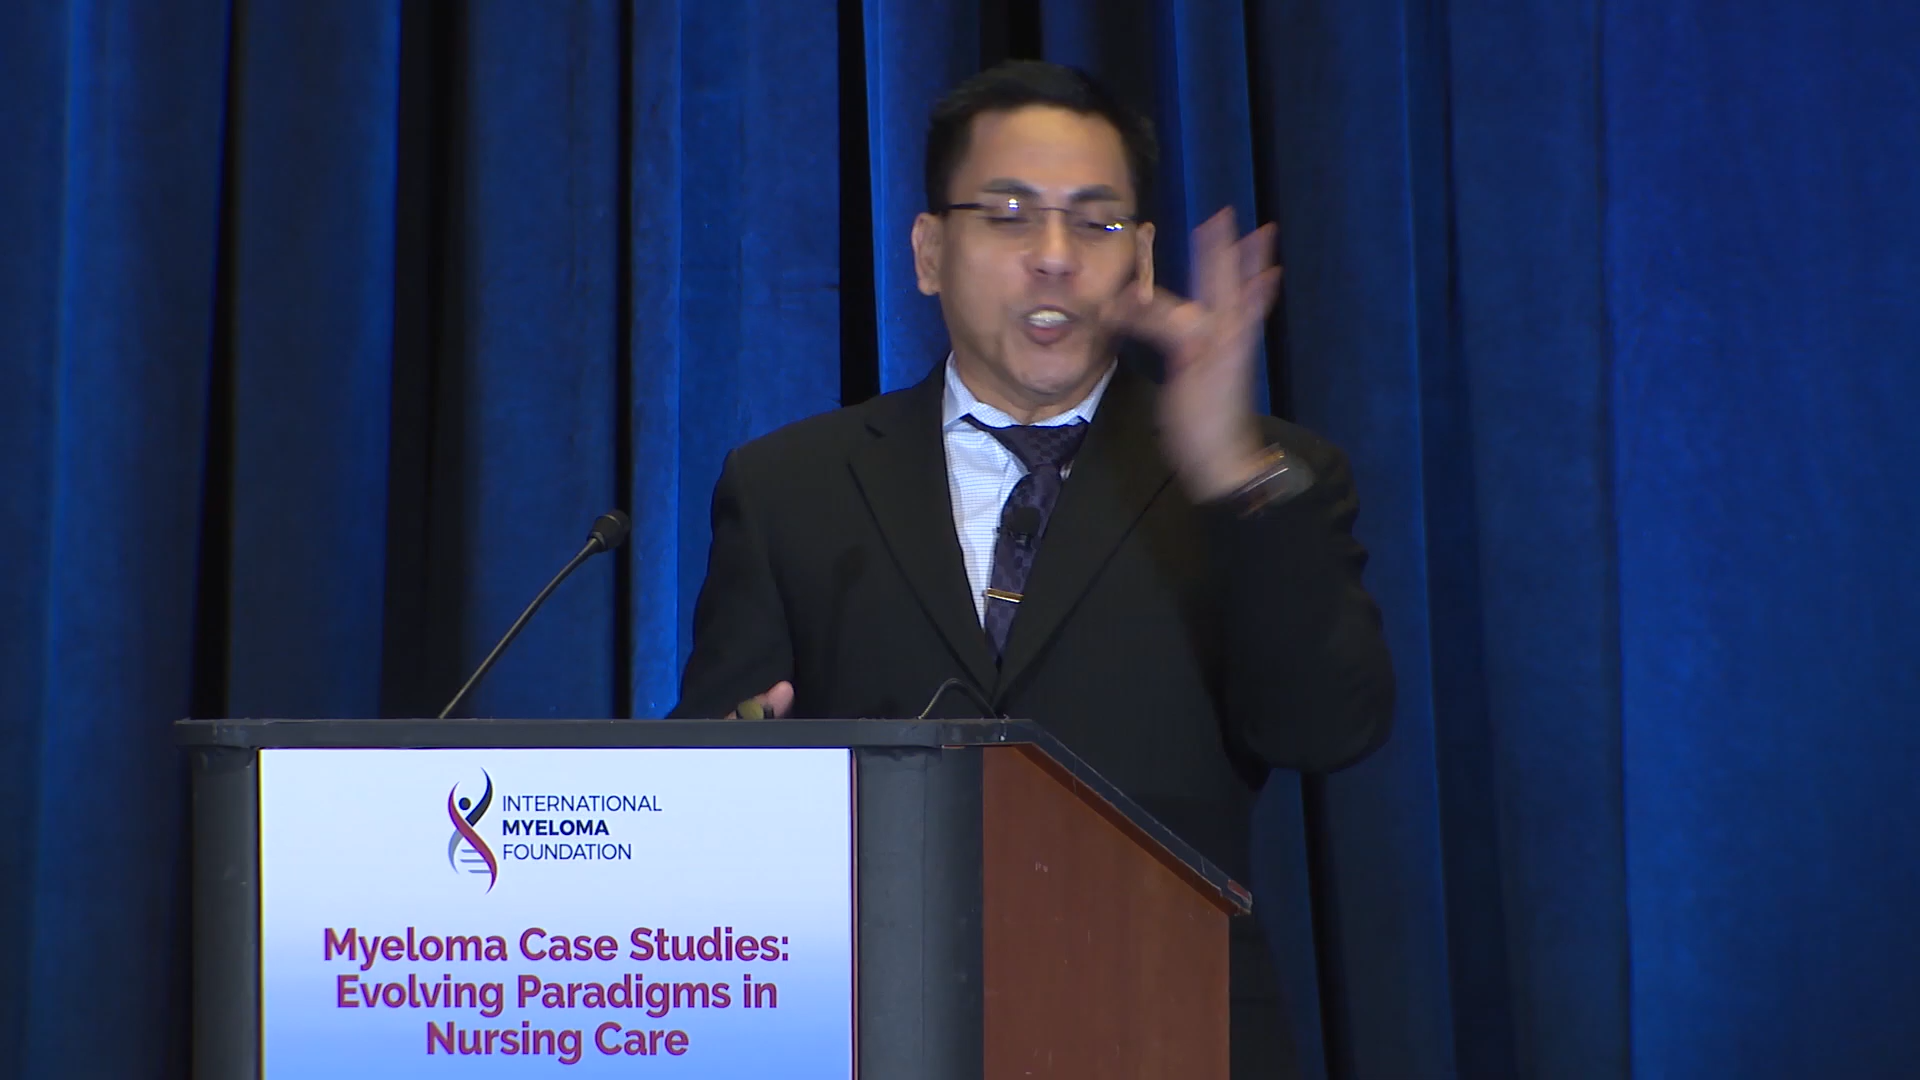 INTERNATIONAL
MYELOMA
FOUNDATION
Myeloma Case Studies:
Evolving Paradigms in
Nursing Care